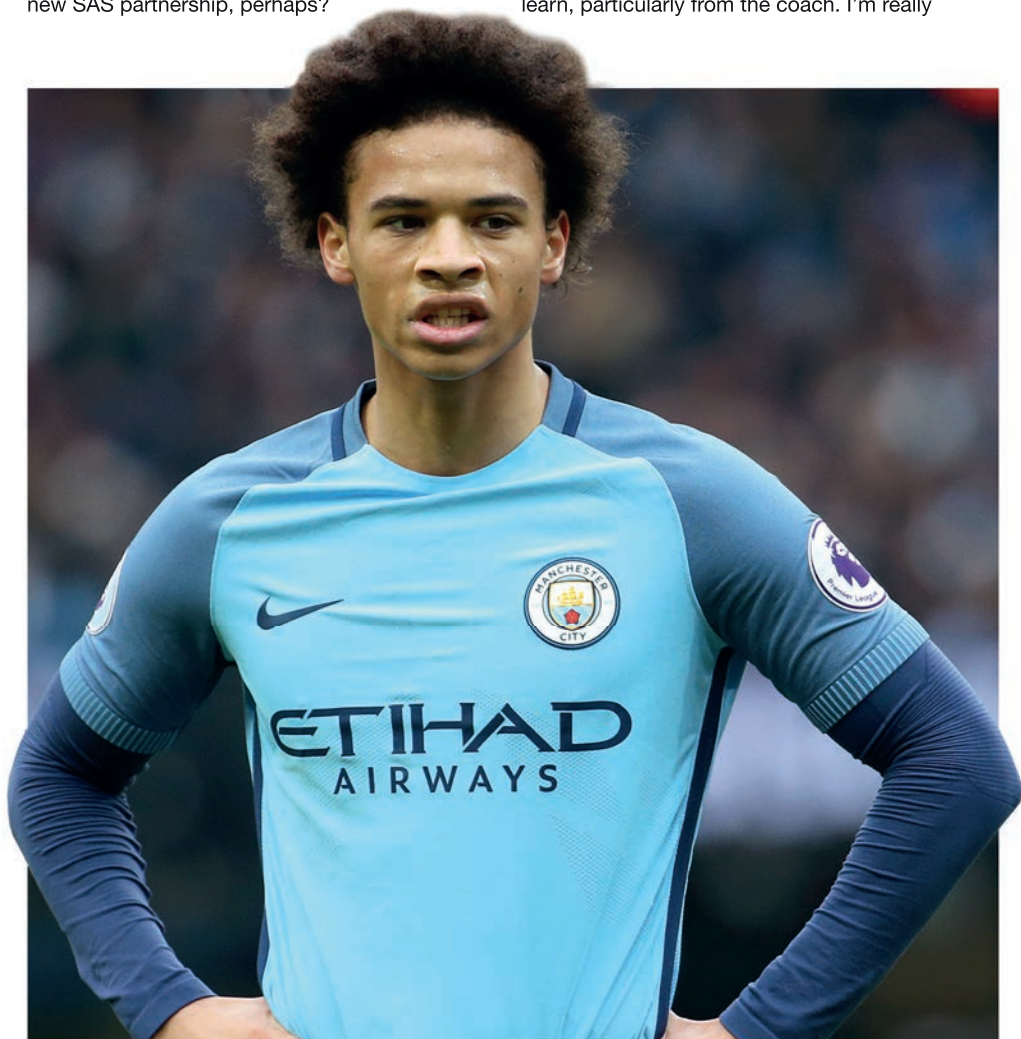 new SAS partnership, perhaps?
learn, particularly from the coach. I'm really
MANCHESTER
CITY
Premier League
ETIHAD
AIRWAYS